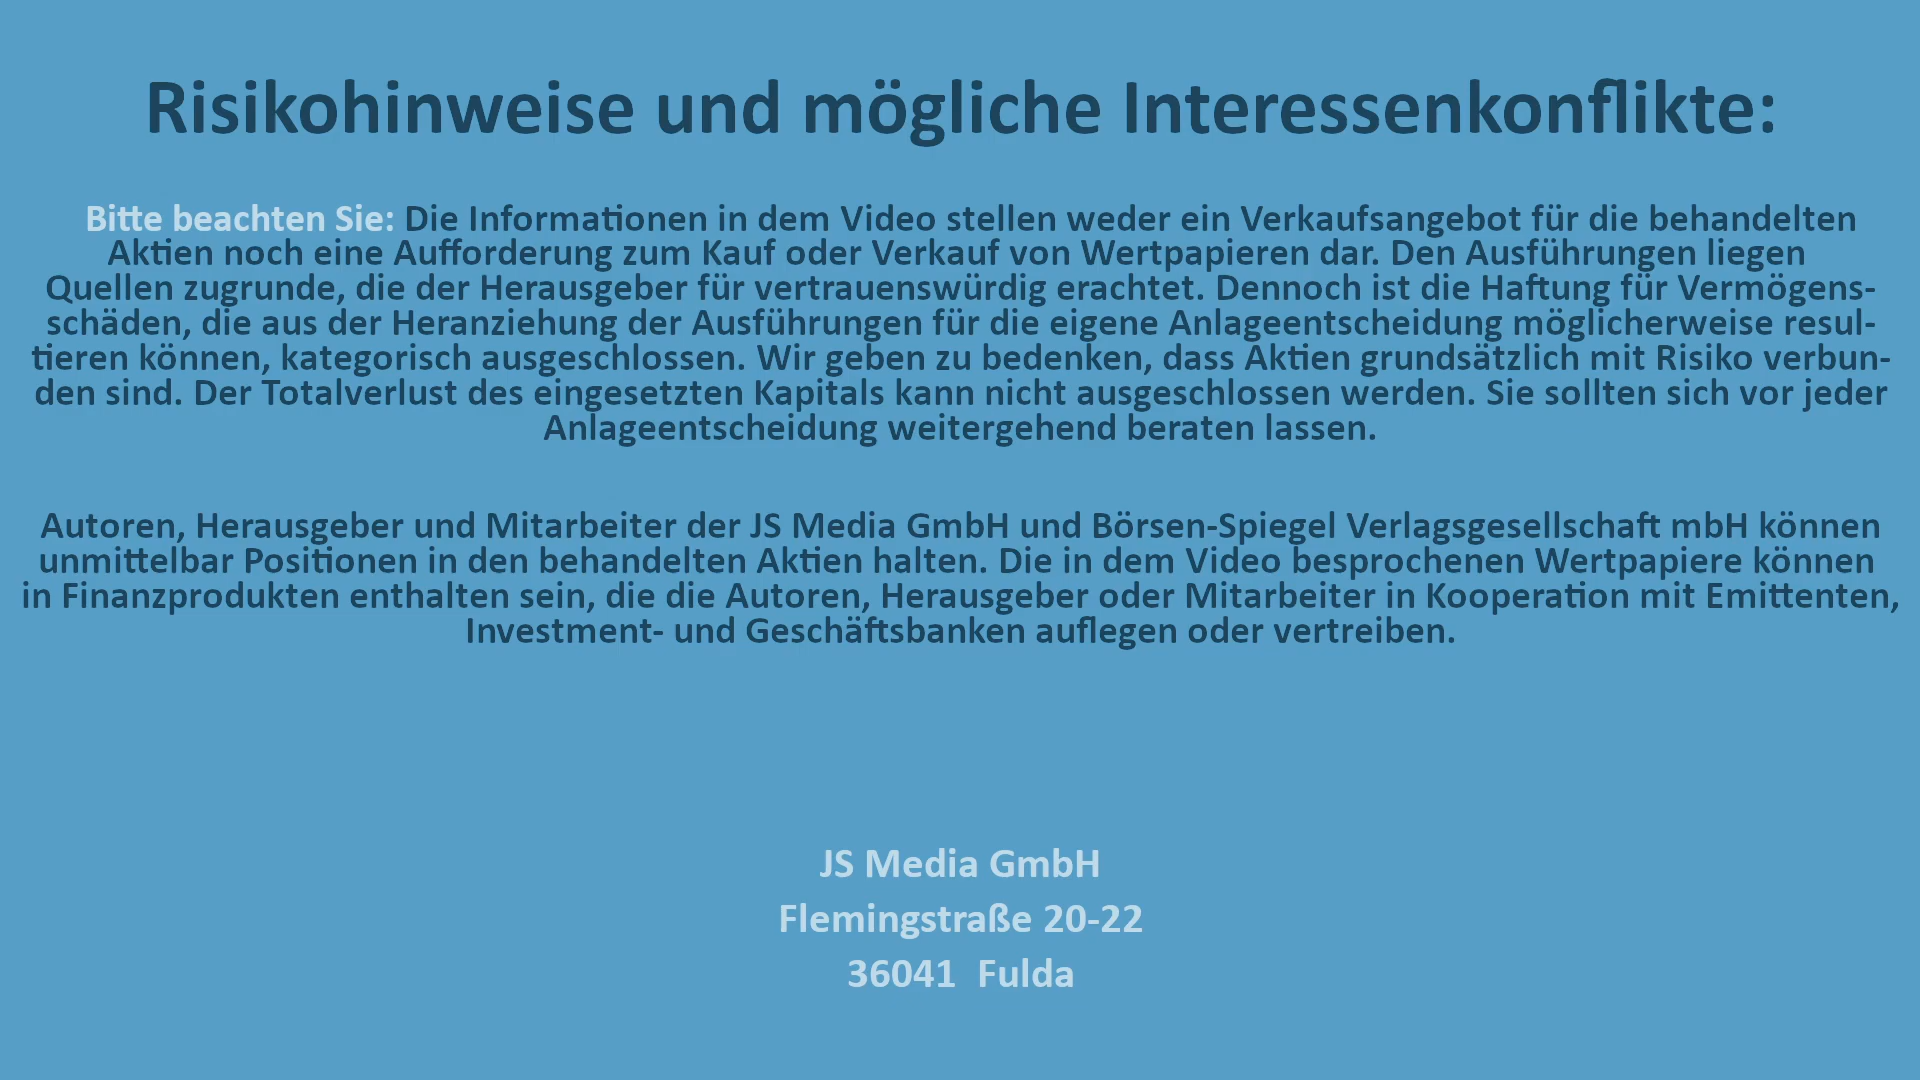 Risikohinweise und mögliche Interessenkonflikte:
Bitte beachten Sie: Die Informationen in dem Video stellen weder ein Verkaufsangebot für die behandelten
Aktien noch eine Aufforderung zum Kauf oder Verkauf von Wertpapieren dar. Den Ausführungen liegen
Quellen zugrunde, die der Herausgeber für vertrauenswürdig erachtet. Dennoch ist die Haftung für Vermögens-
schäden, die aus der Heranziehung der Ausführungen für die eigene Anlageentscheidung möglicherweise resul-
tieren können, kategorisch ausgeschlossen. Wir geben zu bedenken, dass Aktien grundsätzlich mit Risiko verbun-
den sind. Der Totalverlust des eingesetzten Kapitals kann nicht ausgeschlossen werden. Sie sollten sich vor jeder
Anlageentscheidung weitergehend beraten lassen.
Autoren, Herausgeber und Mitarbeiter der JS Media GmbH und Börsen-Spiegel Verlagsgesellschaft mbH können
unmittelbar Positionen in den behandelten Aktien halten. Die in dem Video besprochenen Wertpapiere können
in Finanzprodukten enthalten sein, die die Autoren, Herausgeber oder Mitarbeiter in Kooperation mit Emittenten,
Investment- und Geschäftsbanken auflegen oder vertreiben.
JS Media GmbH
Flemingstraße 20-22
36041  Fulda